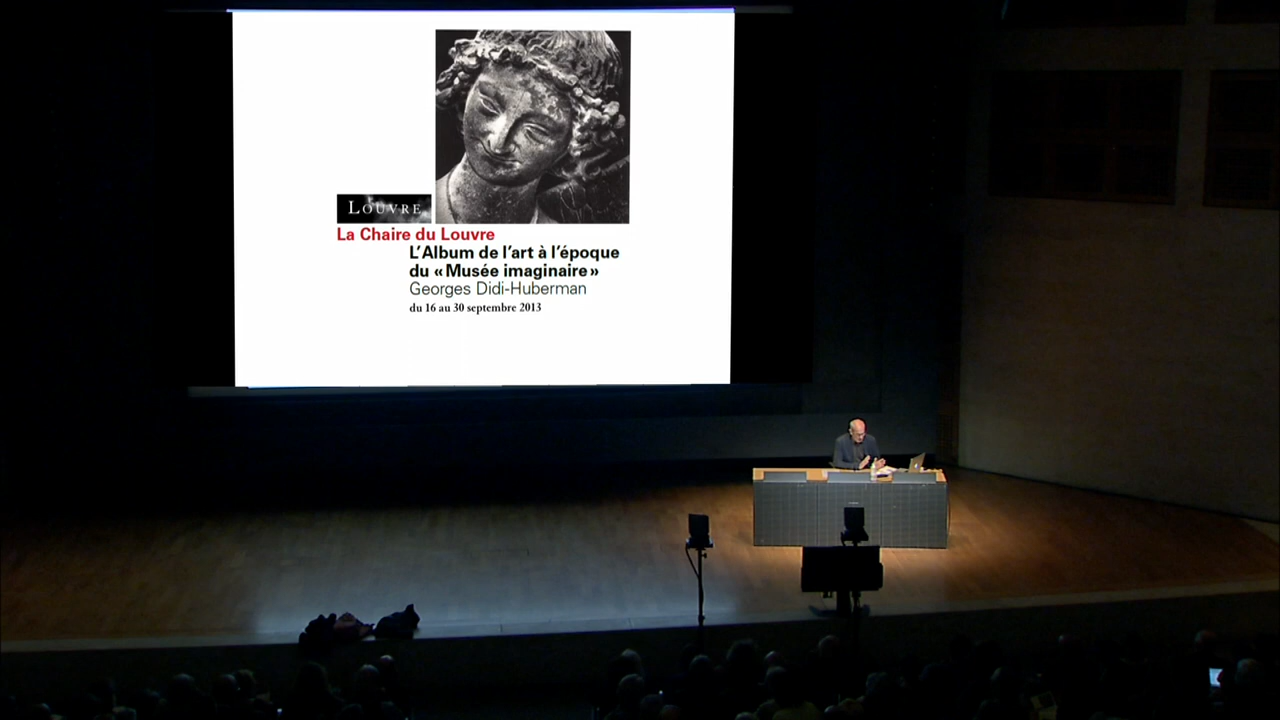 LOUVRE
La Chaire du Louvre
L'Album de l'art à l'époque
du «Musée imaginaire»
Georges Didi-Huberman
du 16 au 30 septembre 2013